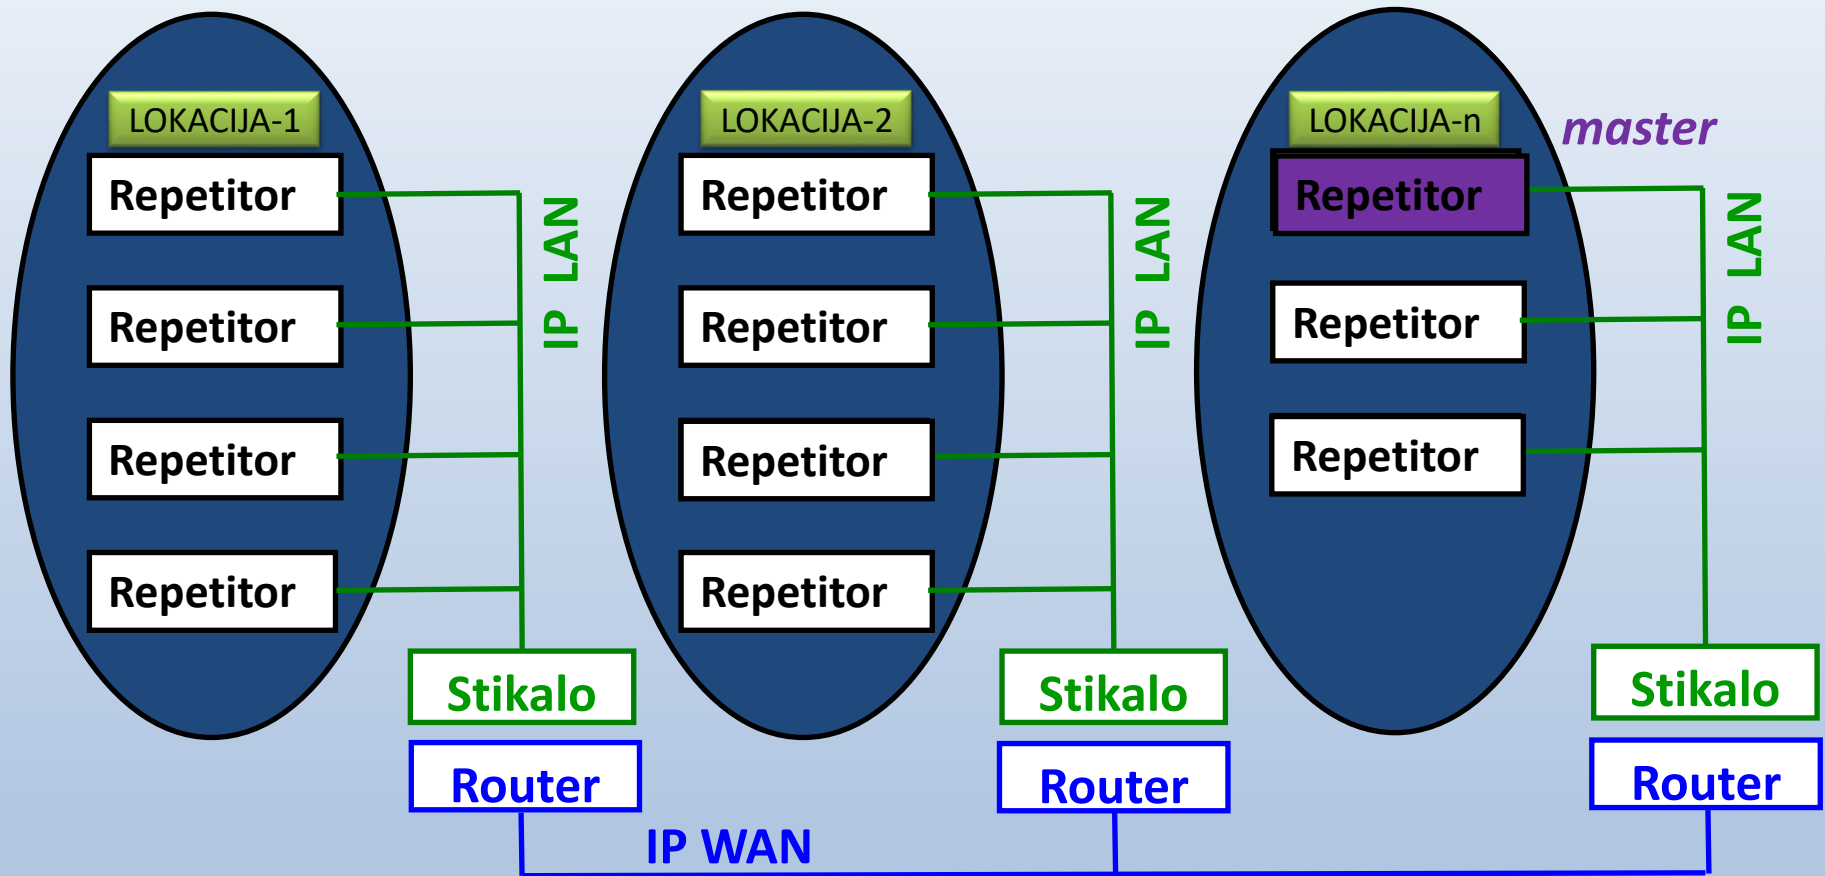 LOKACIJA-1
Repetitor
Repetitor
Repetitor
Repetitor
IP LAN
Stikalo
Router
LOKACIJA-2
Repetitor
Repetitor
Repetitor
Repetitor
IP LAN
Stikalo
Router
LOKACIJA-n
master
Repetitor
Repetitor
Repetitor
IP LAN
Stikalo
Router
IP WAN